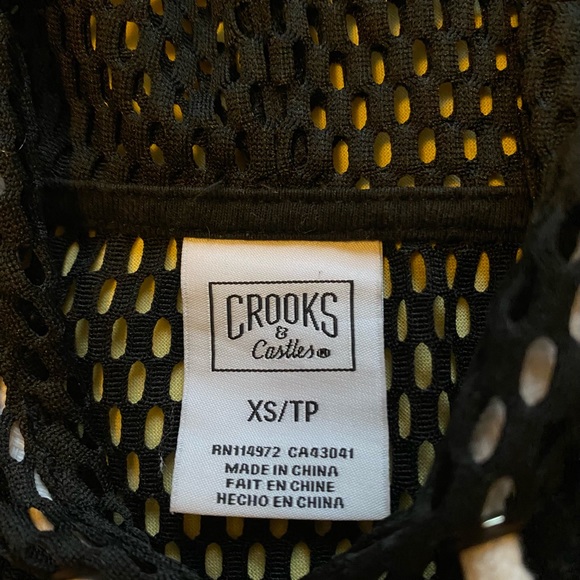 CROOKS
&
Castles®
XS/TP
RN114972 CA43041
MADE IN CHINA
FAIT EN CHINE
HECHO EN CHINA